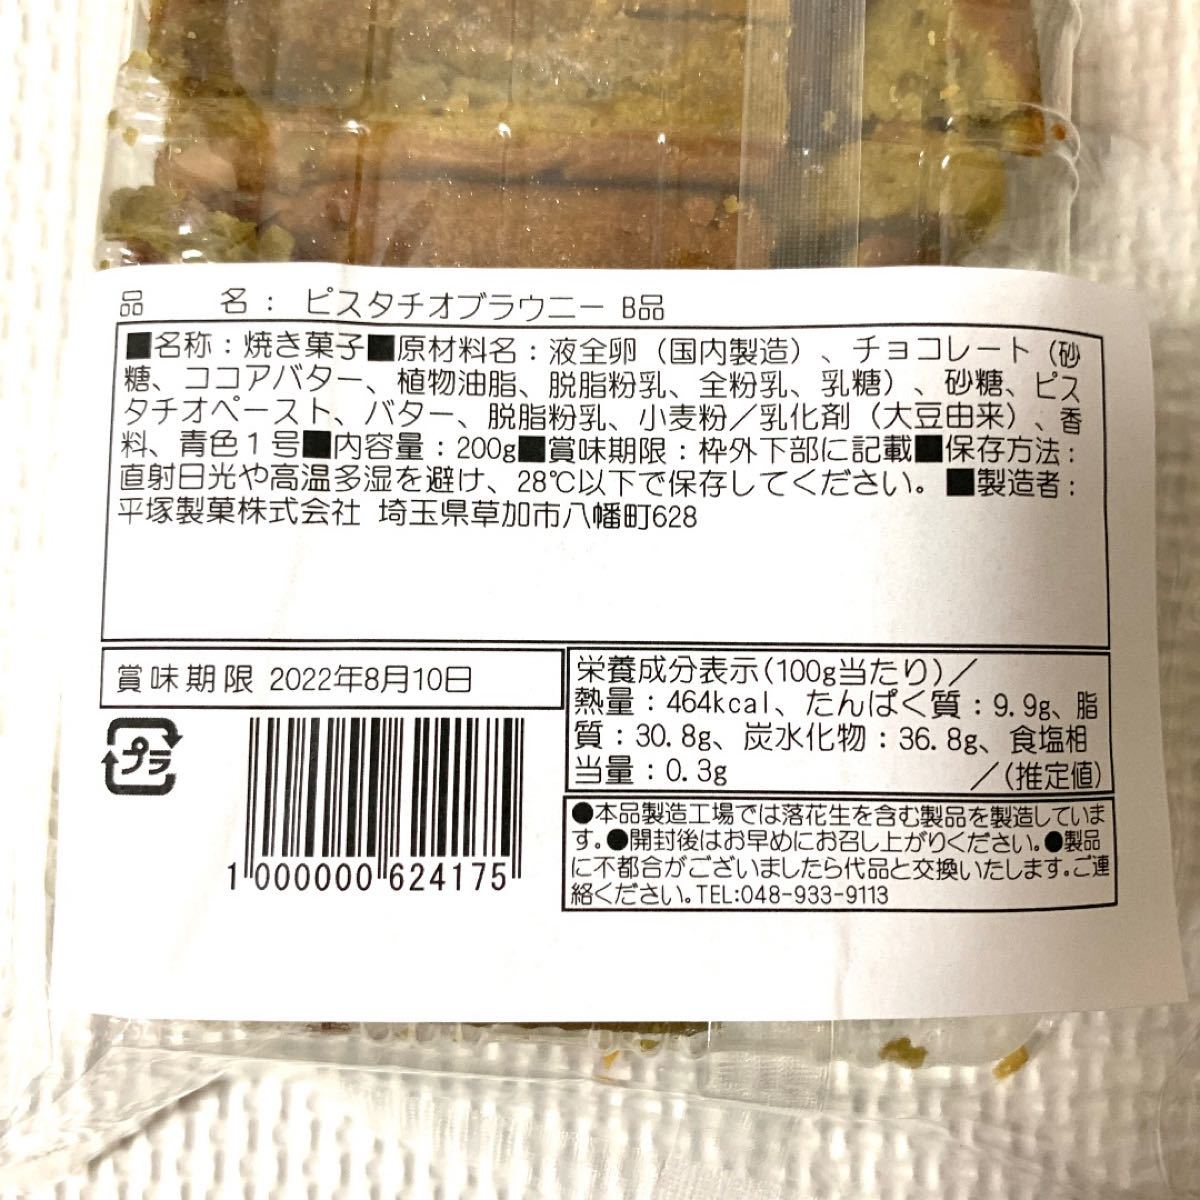 品　名： ピスタチオブラウニー B品
■名称：焼き菓子■原材料名：液全卵（国内製造）、チョコレート（砂
糖、ココアバター、植物油脂、脱脂粉乳、全粉乳、乳糖）、砂糖、ピス
タチオペースト、バター、脱脂粉乳、小麦粉／乳化剤（大豆由来）、香
料、青色1号■内容量：200g■賞味期限：枠外下部に記載■保存方法：
直射日光や高温多湿を避け、28℃以下で保存してください。■製造者：
平塚製菓株式会社 埼玉県草加市八幡町628
賞味期限 2022年8月10日
プラ
1 000000 624175
栄養成分表示(100g当たり)／
熱量：464kcal、たんぱく質：9.9g、脂
質：30.8g、炭水化物：36.8g、食塩相
当量：0.3g ／(推定値)
●本品製造工場では落花生を含む製品を製造していま
す。●開封後はお早めにお召し上がりください。●製品
に不都合がございましたら代品と交換いたします。ご連
絡ください。TEL:048-933-9113